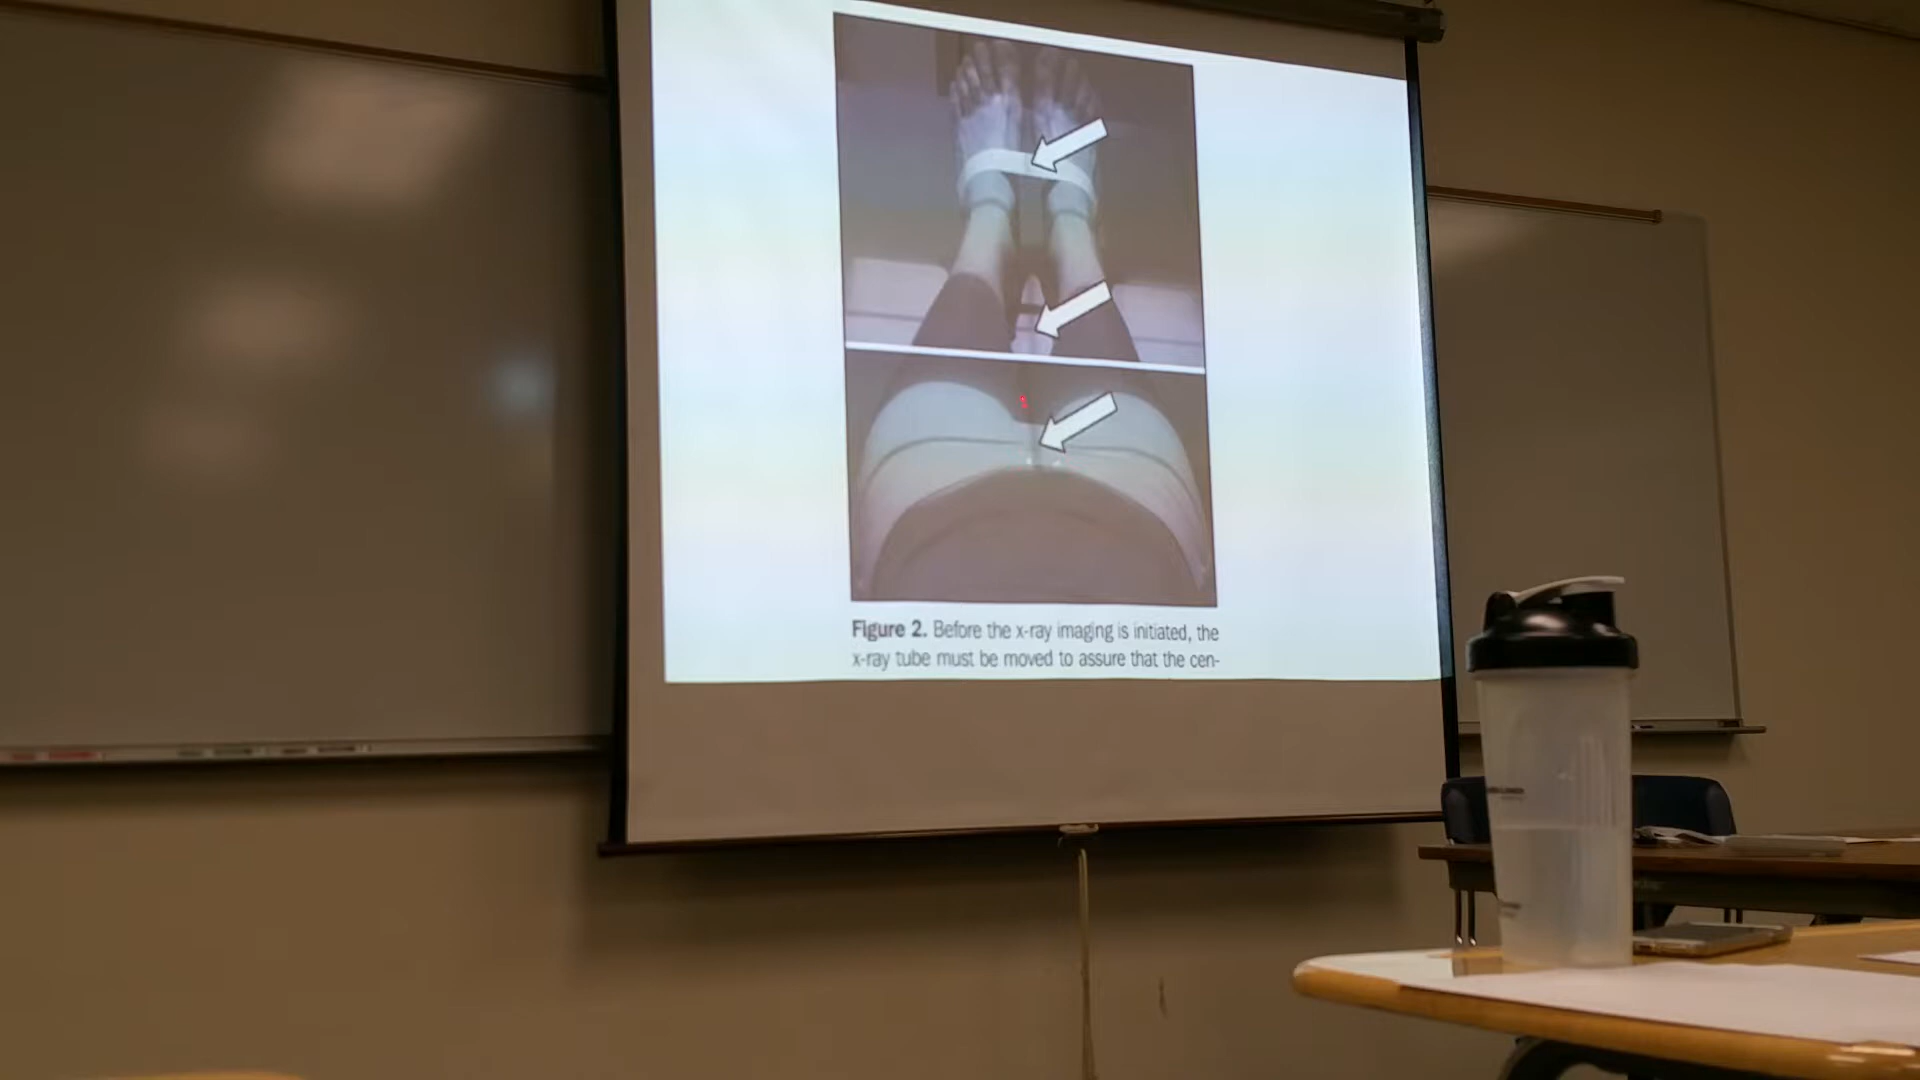 Figure 2. Before the x-ray imaging is initiated, the
x-ray tube must be moved to assure that the cen-